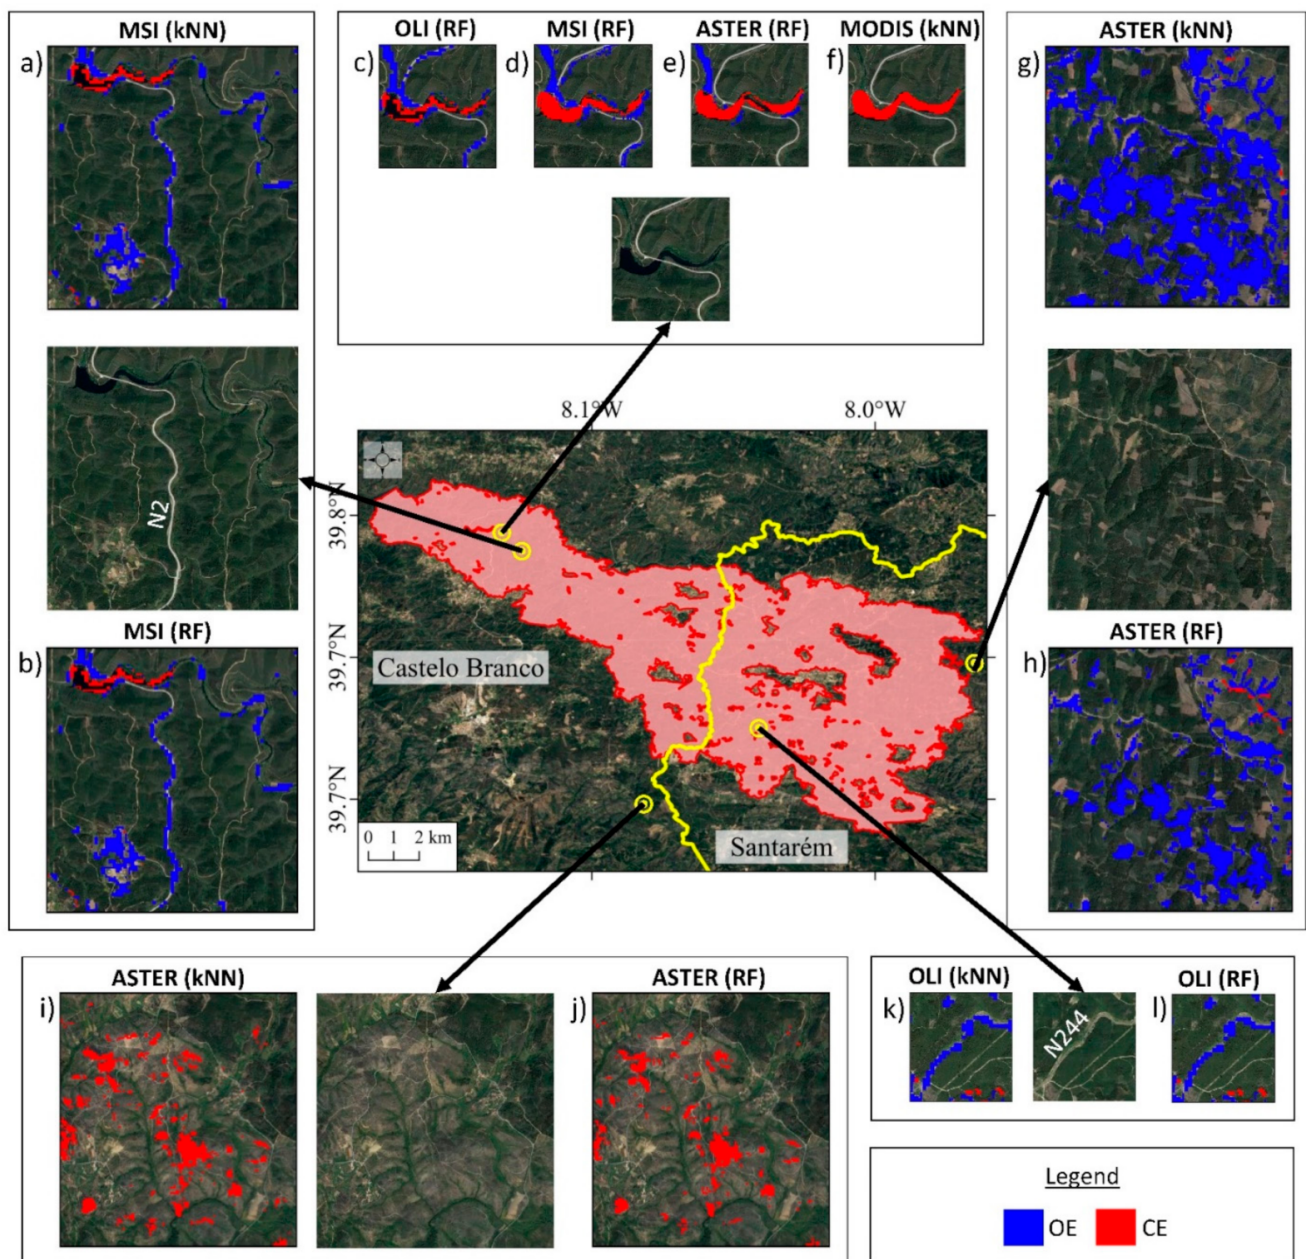 MSI (kNN)
a)
N2
MSI (RF)
b)
OLI (RF)
MSI (RF)
ASTER (RF)
MODIS (kNN)
c)
d)
e)
f)
ASTER (kNN)
g)
ASTER (RF)
h)
8.1°W
8.0°W
39.8°N
39.7°N
39.7°N
Castelo Branco
Santarém
0 1 2 km
ASTER (kNN)
ASTER (RF)
i)
j)
OLI (kNN)
OLI (RF)
k)
N244
l)
Legend
OE
CE